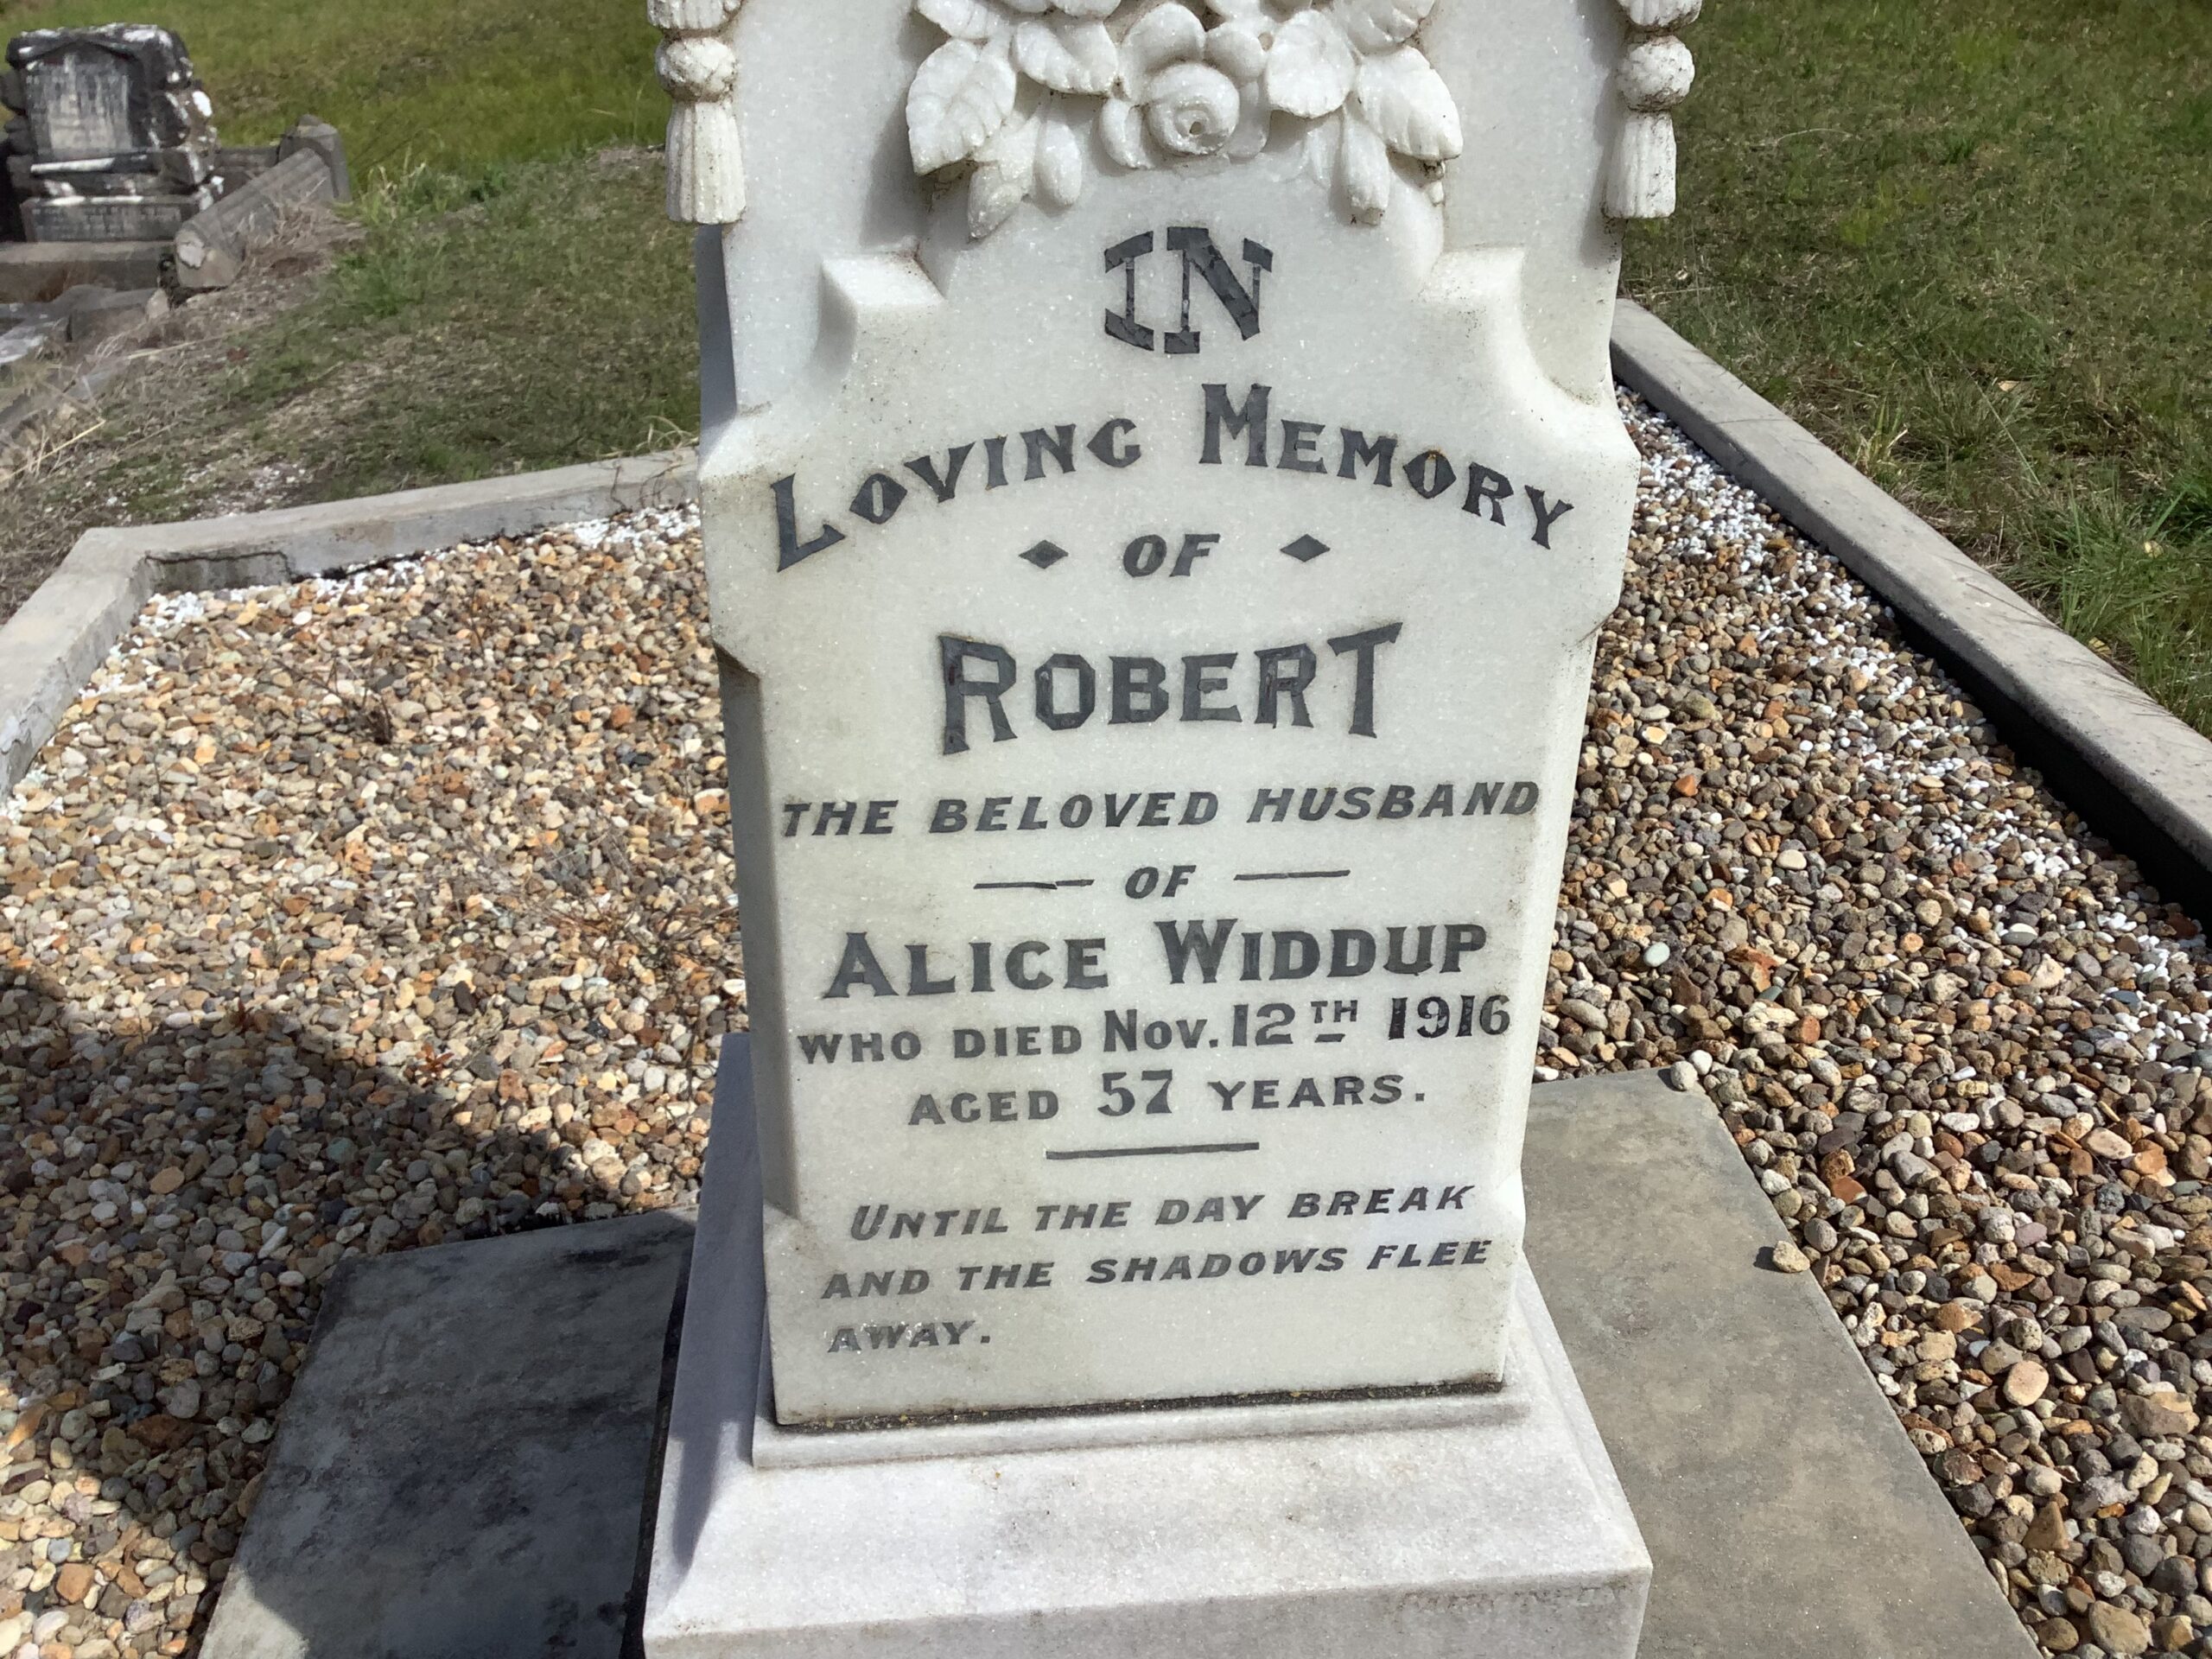 IN
LOVING MEMORY
OF
ROBERT
THE BELOVED HUSBAND
OF
ALICE WIDDUP
WHO DIED NOV. 12TH 1916
AGED 57 YEARS.
UNTIL THE DAY BREAK
AND THE SHADOWS FLEE
AWAY.